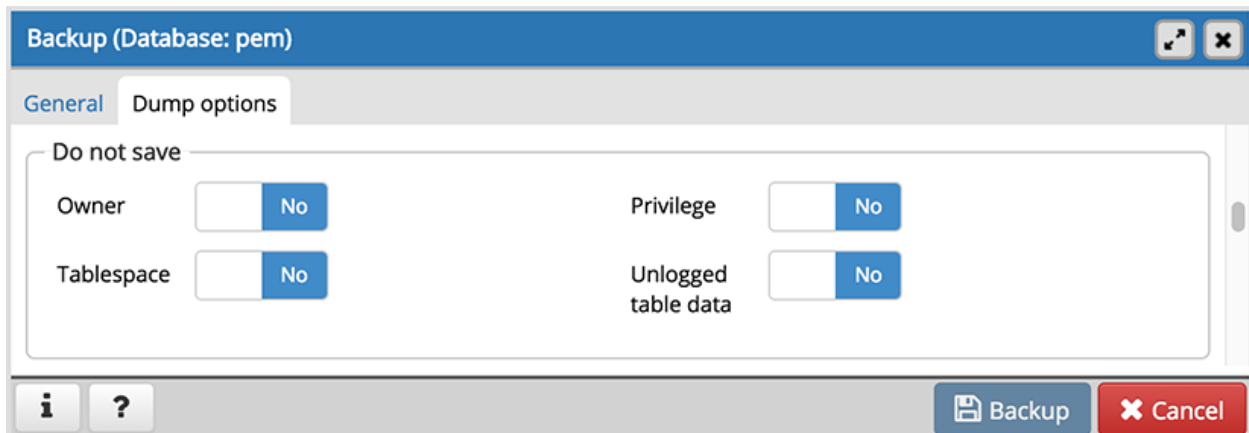 Backup (Database: pem)
General Dump options
Do not save
Owner No Privilege No
Tablespace No Unlogged table data No
i ? Backup Cancel